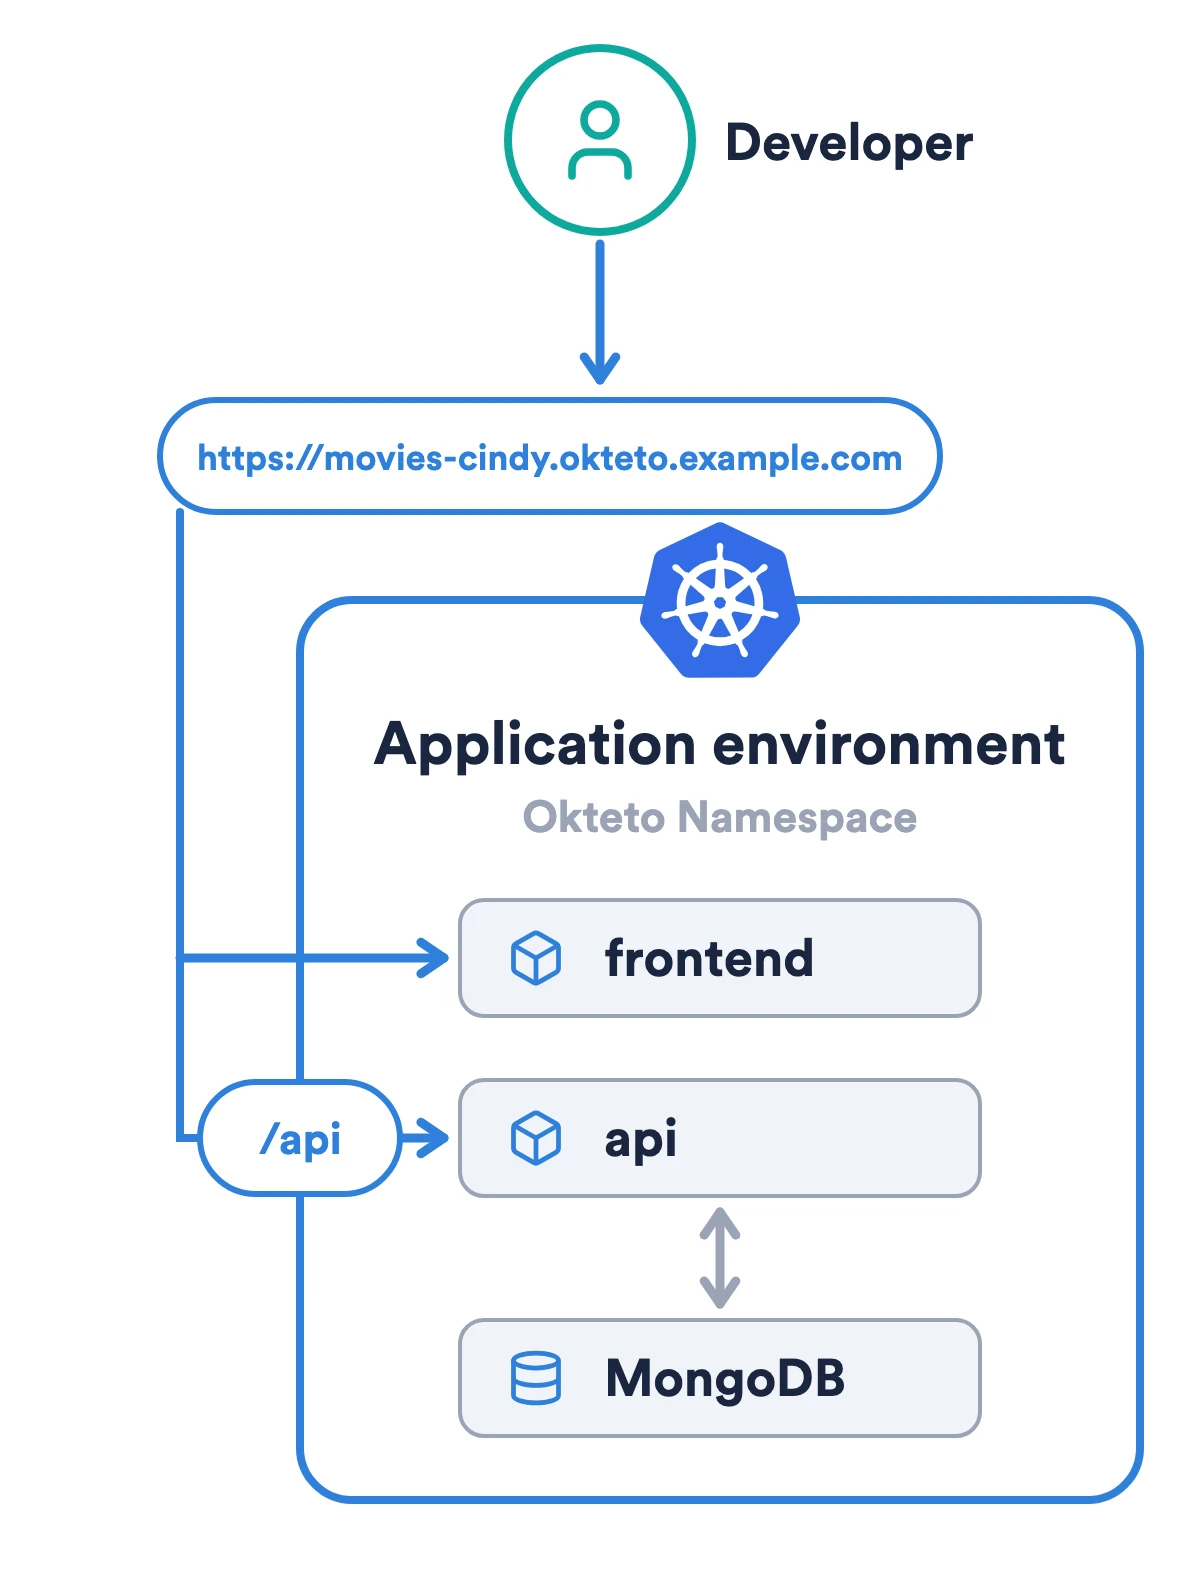 Developer
https://movies-cindy.okteto.example.com
Application environment
Okteto Namespace
frontend
/api
api
MongoDB